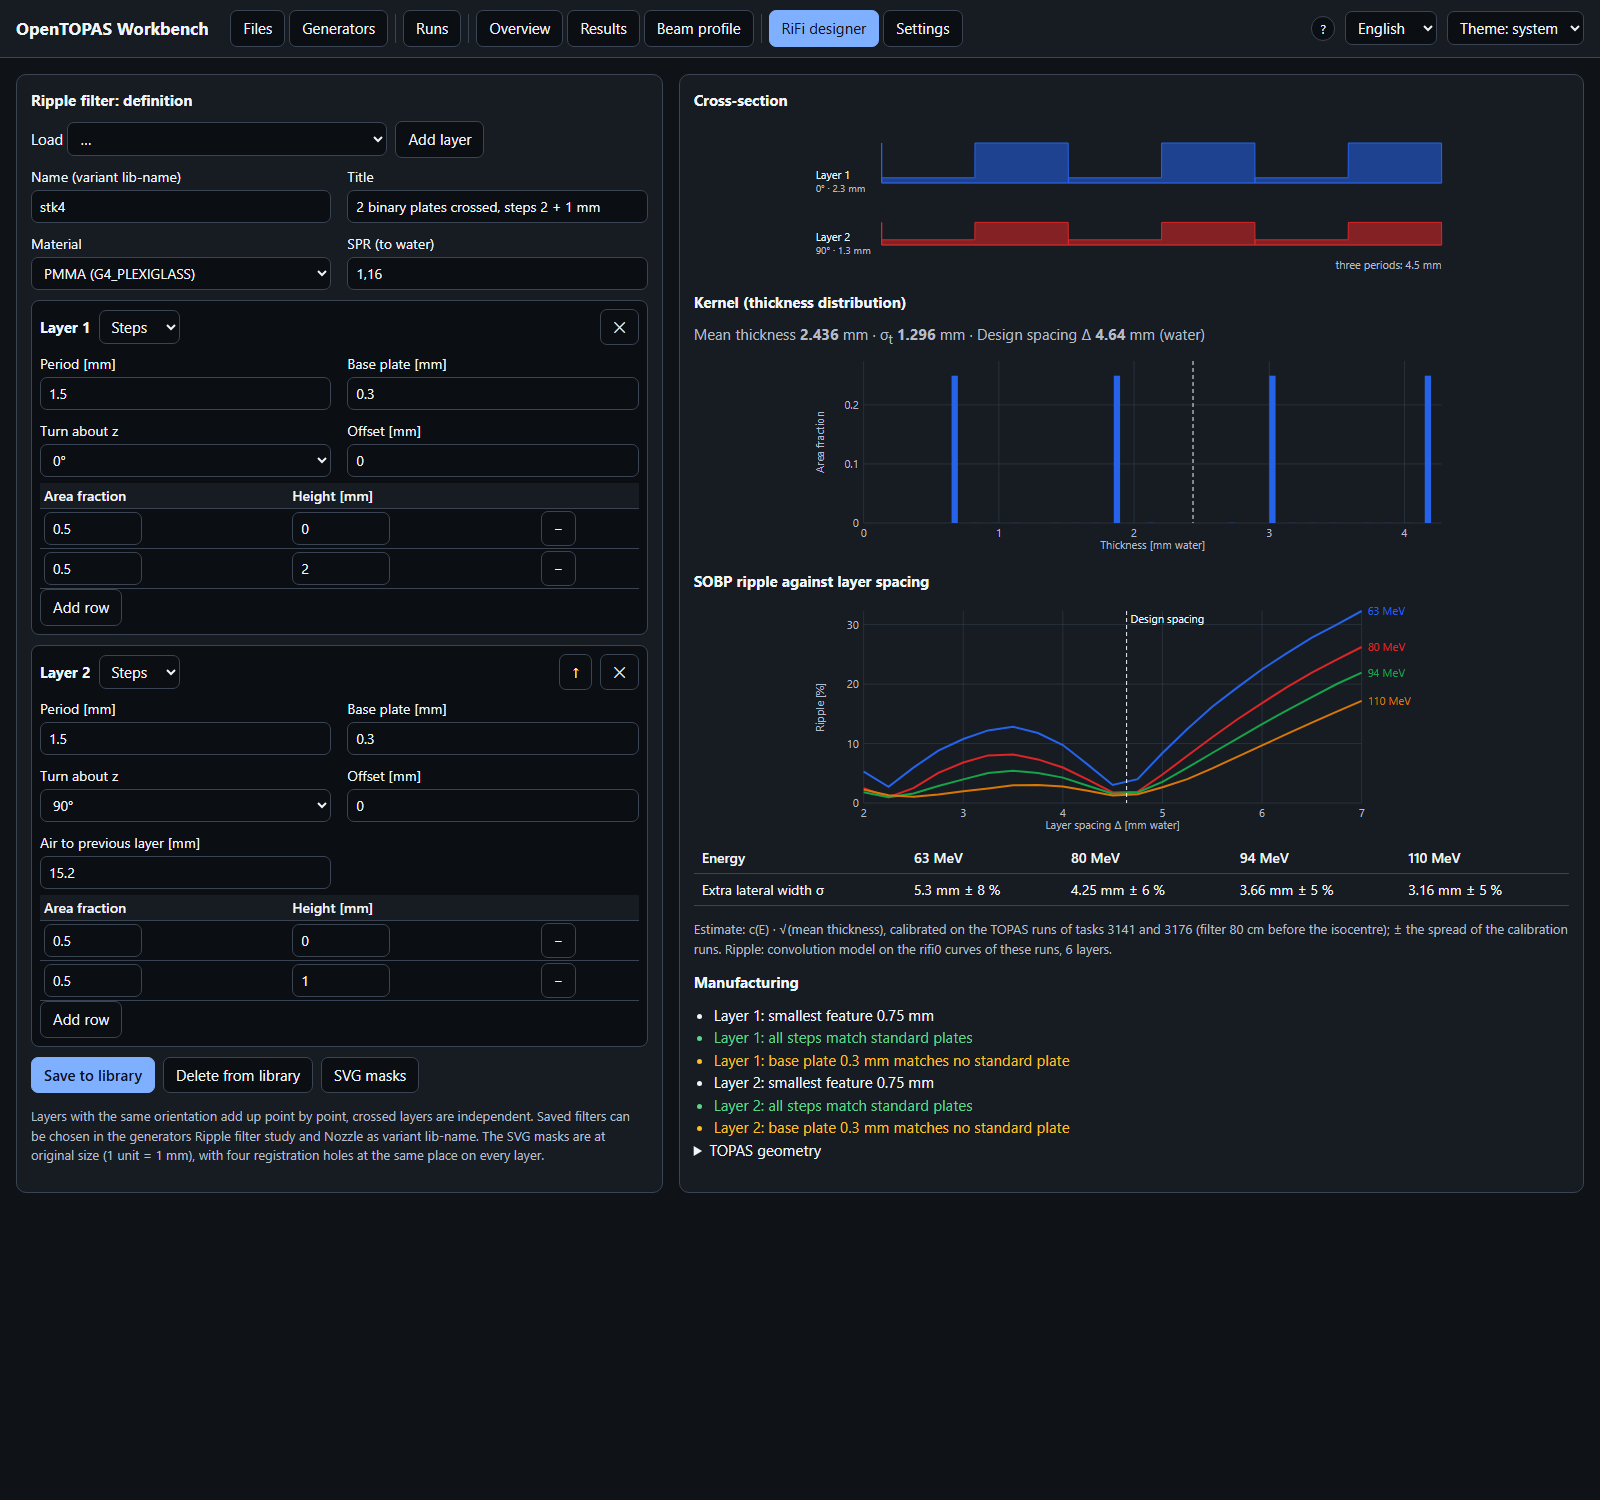 OpenTOPAS Workbench
Files
Generators
Runs
Overview
Results
Beam profile
RiFi designer
Settings
?
English
Theme: system
Ripple filter: definition
Load
...
Add layer
Name (variant lib-name)
Title
stk4
2 binary plates crossed, steps 2 + 1 mm
Material
SPR (to water)
PMMA (G4_PLEXIGLASS)
1,16
Layer 1
Steps
×
Period [mm]
Base plate [mm]
1.5
0.3
Turn about z
Offset [mm]
0°
0
Area fraction
Height [mm]
0.5
0
−
0.5
2
−
Add row
Layer 2
Steps
↑
×
Period [mm]
Base plate [mm]
1.5
0.3
Turn about z
Offset [mm]
90°
0
Air to previous layer [mm]
15.2
Area fraction
Height [mm]
0.5
0
−
0.5
1
−
Add row
Save to library
Delete from library
SVG masks
Layers with the same orientation add up point by point, crossed layers are independent. Saved filters can
be chosen in the generators Ripple filter study and Nozzle as variant lib-name. The SVG masks are at
original size (1 unit = 1 mm), with four registration holes at the same place on every layer.
Cross-section
Layer 1
0° · 2.3 mm
Layer 2
90° · 1.3 mm
three periods: 4.5 mm
Kernel (thickness distribution)
Mean thickness 2.436 mm · σt 1.296 mm · Design spacing Δ 4.64 mm (water)
Area fraction
0.2
0.1
0
0
1
2
3
4
Thickness [mm water]
SOBP ripple against layer spacing
Ripple [%]
30
20
10
0
Design spacing
63 MeV
80 MeV
94 MeV
110 MeV
2
3
4
5
6
7
Layer spacing Δ [mm water]
Energy
63 MeV
80 MeV
94 MeV
110 MeV
Extra lateral width σ
5.3 mm ± 8 %
4.25 mm ± 6 %
3.66 mm ± 5 %
3.16 mm ± 5 %
Estimate: c(E) · √(mean thickness), calibrated on the TOPAS runs of tasks 3141 and 3176 (filter 80 cm before the isocentre); ± the spread of the calibration
runs. Ripple: convolution model on the rifi0 curves of these runs, 6 layers.
Manufacturing
• Layer 1: smallest feature 0.75 mm
• Layer 1: all steps match standard plates
• Layer 1: base plate 0.3 mm matches no standard plate
• Layer 2: smallest feature 0.75 mm
• Layer 2: all steps match standard plates
• Layer 2: base plate 0.3 mm matches no standard plate
▶ TOPAS geometry